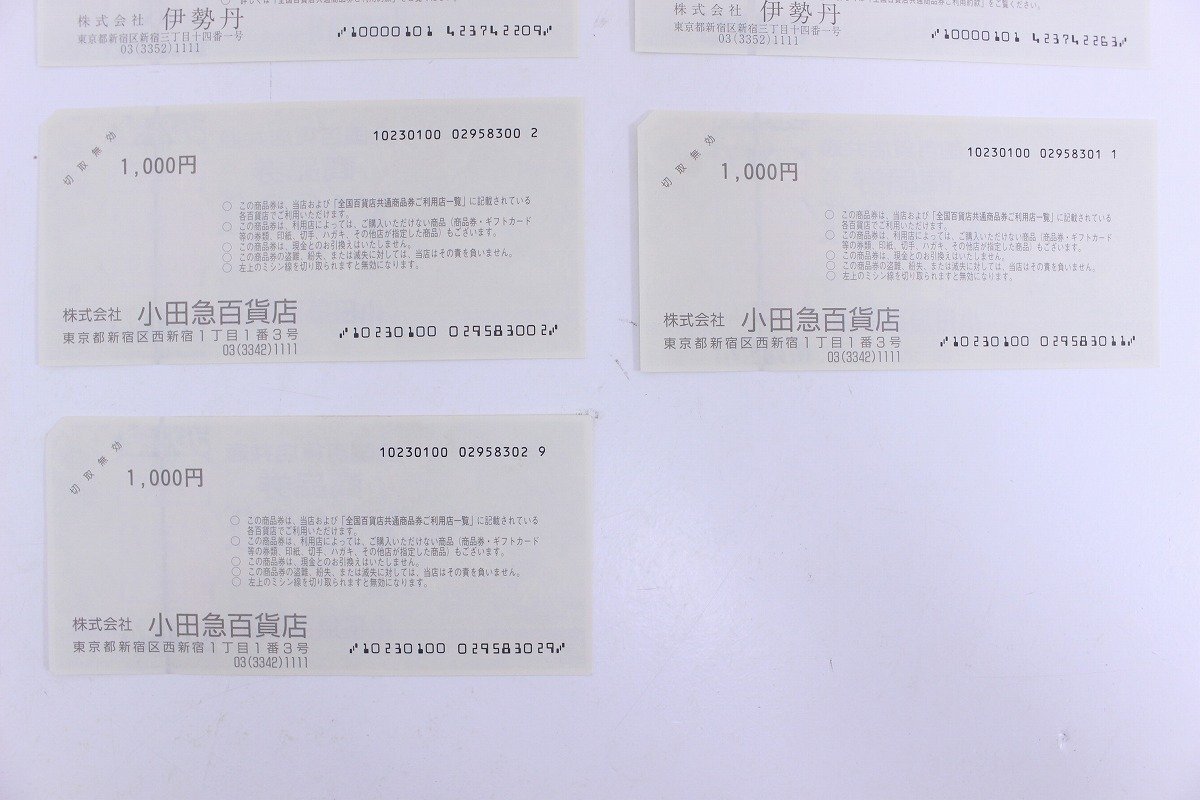 株式会社 伊勢丹
東京都新宿区新宿三丁目十四番一号
03(3352)1111
10000101 423742209
ご利用約款」をご覧ください。
株式会社 伊勢丹
東京都新宿区新宿三丁目十四番一号
03(3352)1111
10000101 423742263
切取無効
10230100 02958300 2
1,000円
○ この商品券は、当店および「全国百貨店共通商品券ご利用店一覧」に記載されている
各百貨店でご利用いただけます。
○ この商品券は、利用店によっては、ご購入いただけない商品（商品券・ギフトカード
等の券類、印紙、切手、ハガキ、その他店が指定した商品）もございます。
○ この商品券は、現金とのお引換えはいたしません。
○ この商品券の盗難、紛失、または滅失に対しては、当店はその責を負いません。
○ 左上のミシン線を切り取られますと無効になります。
株式会社 小田急百貨店
東京都新宿区西新宿1丁目1番3号
03(3342)1111
10230100 029583002
切取無効
10230100 02958301 1
1,000円
○ この商品券は、当店および「全国百貨店共通商品券ご利用店一覧」に記載されている
各百貨店でご利用いただけます。
○ この商品券は、利用店によっては、ご購入いただけない商品（商品券・ギフトカード
等の券類、印紙、切手、ハガキ、その他店が指定した商品）もございます。
○ この商品券は、現金とのお引換えはいたしません。
○ この商品券の盗難、紛失、または滅失に対しては、当店はその責を負いません。
○ 左上のミシン線を切り取られますと無効になります。
株式会社 小田急百貨店
東京都新宿区西新宿1丁目1番3号
03(3342)1111
10230100 029583011
切取無効
10230100 02958302 9
1,000円
○ この商品券は、当店および「全国百貨店共通商品券ご利用店一覧」に記載されている
各百貨店でご利用いただけます。
○ この商品券は、利用店によっては、ご購入いただけない商品（商品券・ギフトカード
等の券類、印紙、切手、ハガキ、その他店が指定した商品）もございます。
○ この商品券は、現金とのお引換えはいたしません。
○ この商品券の盗難、紛失、または滅失に対しては、当店はその責を負いません。
○ 左上のミシン線を切り取られますと無効になります。
株式会社 小田急百貨店
東京都新宿区西新宿1丁目1番3号
03(3342)1111
10230100 029583029